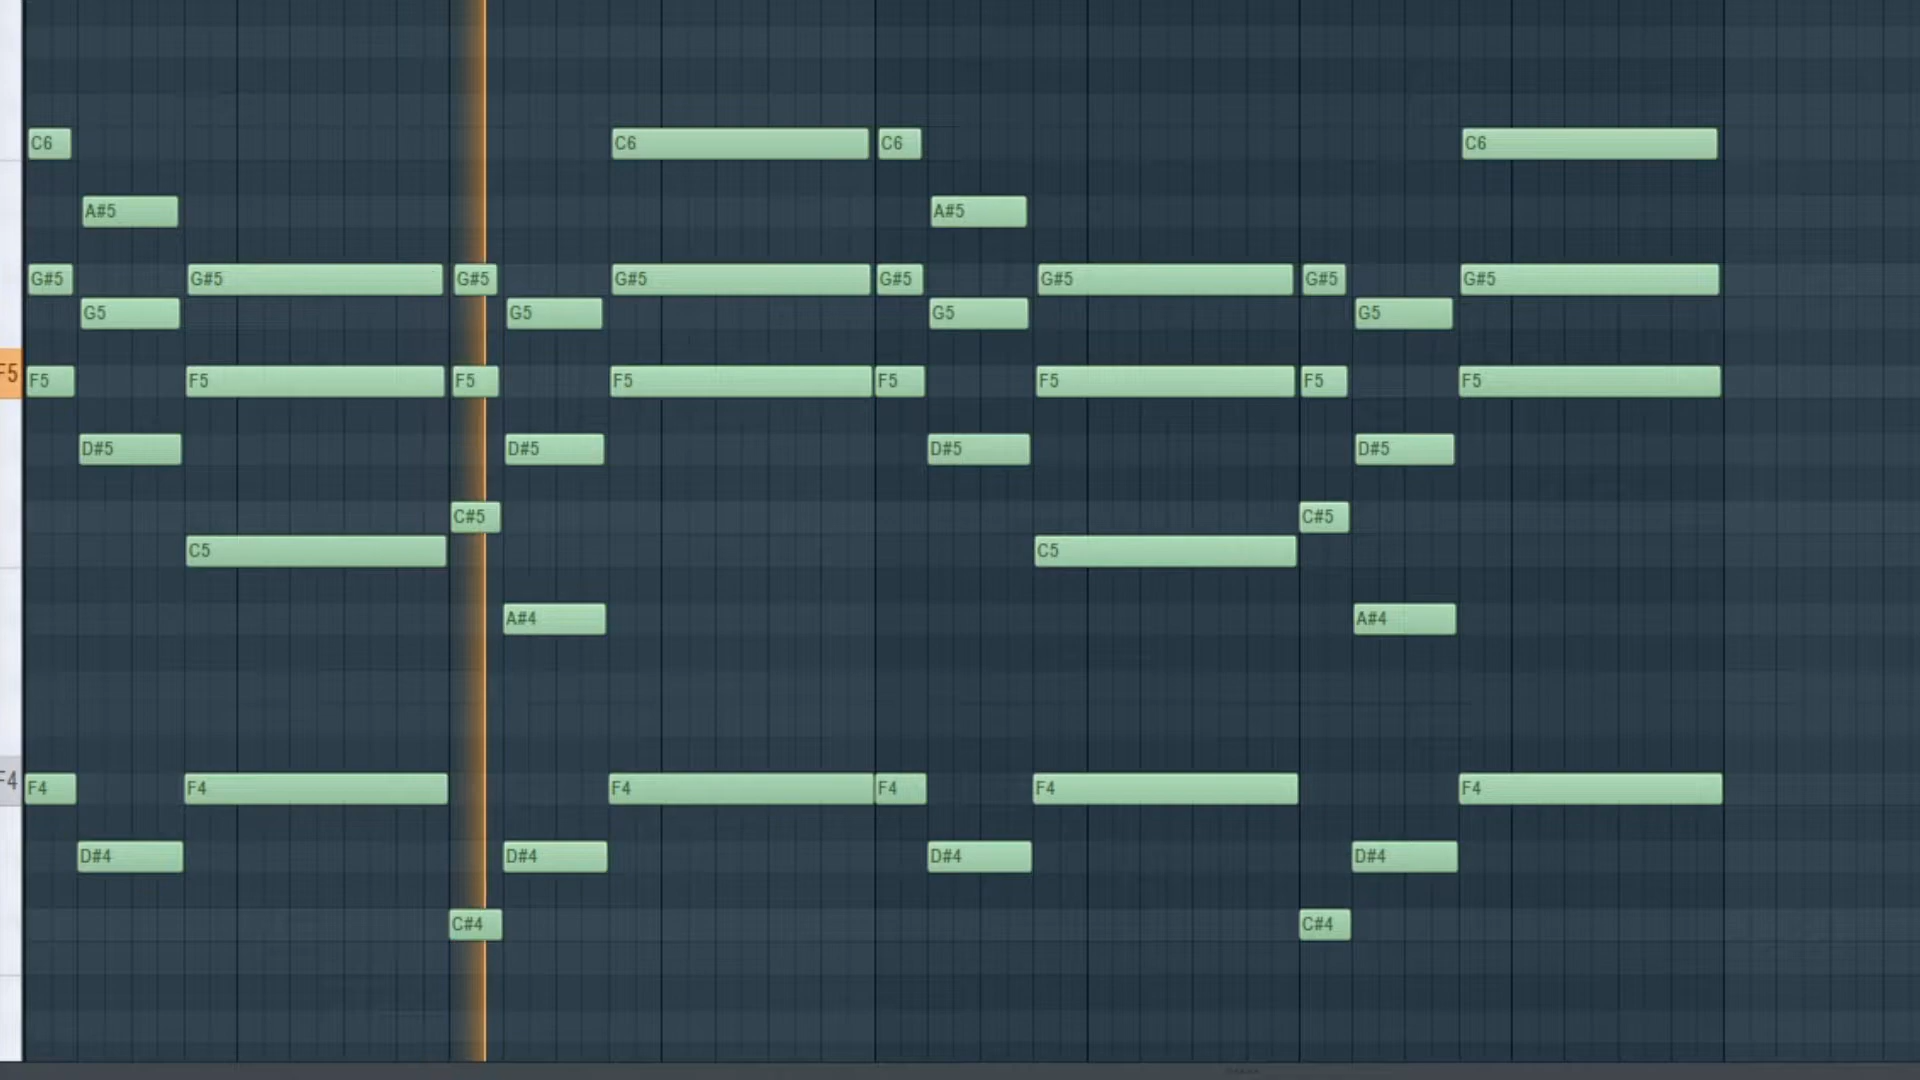 C6 C6 C6 C6
A#5 A#5
G#5 G#5 G#5 G#5 G#5 G#5 G#5 G#5
G5 G5 G5 G5
F5 F5 F5 F5 F5 F5 F5 F5 F5
D#5 D#5 D#5 D#5
C#5 C#5
C5 C5
A#4 A#4
F4 F4 F4 F4 F4 F4 F4
D#4 D#4 D#4 D#4
C#4 C#4